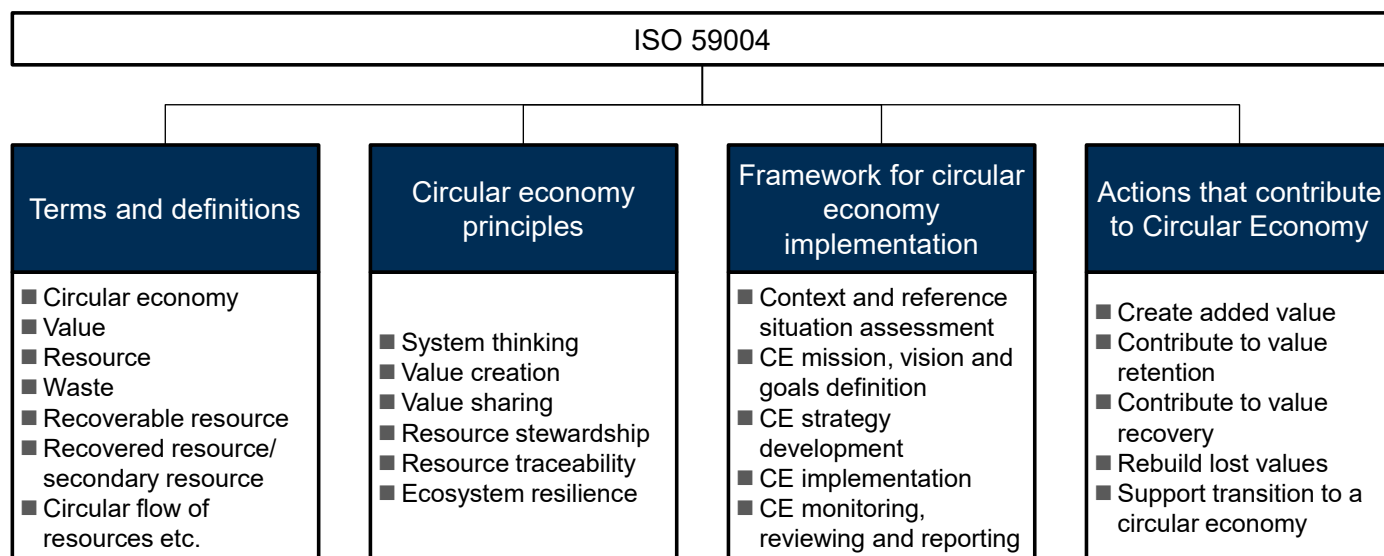 ISO 59004
Terms and definitions
■ Circular economy
■ Value
■ Resource
■ Waste
■ Recoverable resource
■ Recovered resource/
secondary resource
■ Circular flow of
resources etc.
Circular economy
principles
■ System thinking
■ Value creation
■ Value sharing
■ Resource stewardship
■ Resource traceability
■ Ecosystem resilience
Framework for circular
economy
implementation
■ Context and reference
situation assessment
■ CE mission, vision and
goals definition
■ CE strategy
development
■ CE implementation
■ CE monitoring,
reviewing and reporting
Actions that contribute
to Circular Economy
■ Create added value
■ Contribute to value
retention
■ Contribute to value
recovery
■ Rebuild lost values
■ Support transition to a
circular economy